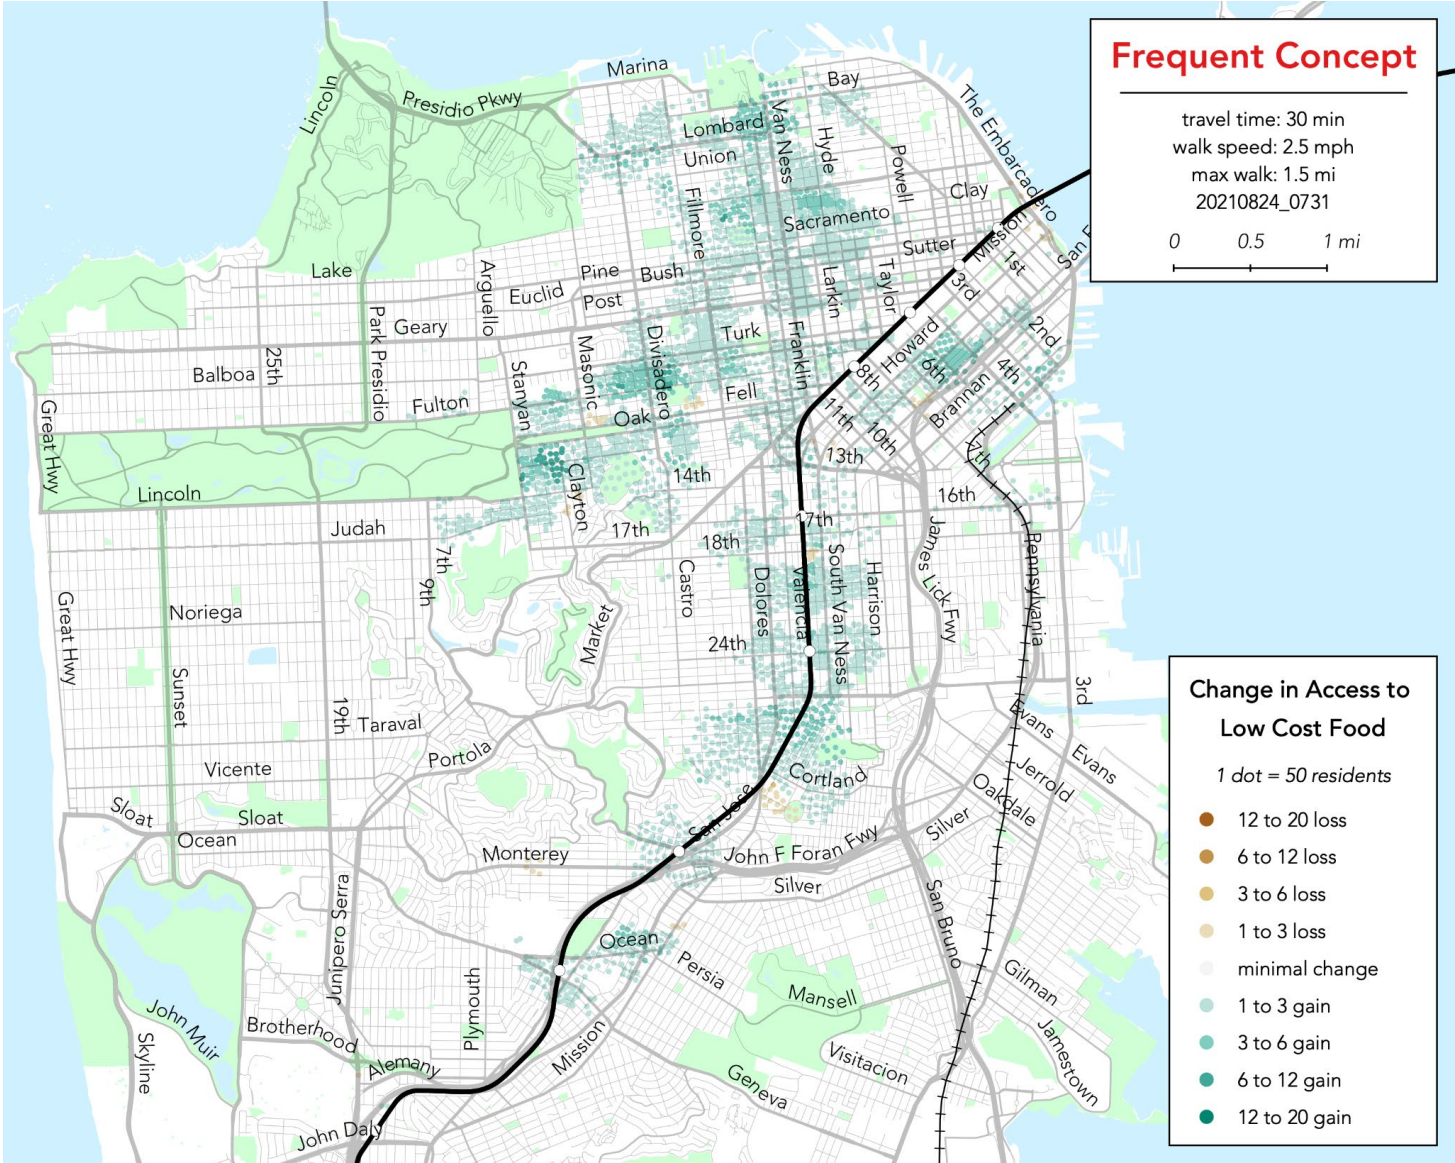 Frequent Concept
travel time: 30 min
walk speed: 2.5 mph
max walk: 1.5 mi
20210824_0731
0 0.5 1 mi
Marina
Bay
Lincoln
Presidio Pkwy
The Embarcadero
Lombard
Van Ness
Hyde
Union
Powell
Clay
Fillmore
Sacramento
Sutter
Mission
1st
San F
Lake
Arguello
Pine
Bush
Larkin
Taylor
3rd
Euclid
Post
Park Presidio
Geary
Masonic
Divisadero
Turk
Franklin
Howard
2nd
Balboa
25th
Stanyan
8th
6th
4th
Fulton
Fell
Oak
11th
10th
Brannan
Great Hwy
Clayton
13th
7th
Lincoln
14th
16th
Judah
17th
17th
18th
James Lick Fwy
Pennsylvania
7th
9th
Castro
Dolores
Valencia
South Van Ness
Harrison
Great Hwy
Noriega
Market
24th
Sunset
19th
Taraval
Portola
3rd
Evans
Evans
Vicente
Cortland
Jerrold
Oakdale
Sloat
Sloat
San Jose
Silver
Ocean
Monterey
John F Foran Fwy
Silver
Junipero Serra
San Bruno
Ocean
Persia
Plymouth
Gilman
Mansell
John Muir
Brotherhood
Skyline
Mission
Alemany
Visitacion
Jamestown
Geneva
John Daly
Change in Access to
Low Cost Food
1 dot = 50 residents
12 to 20 loss
6 to 12 loss
3 to 6 loss
1 to 3 loss
minimal change
1 to 3 gain
3 to 6 gain
6 to 12 gain
12 to 20 gain